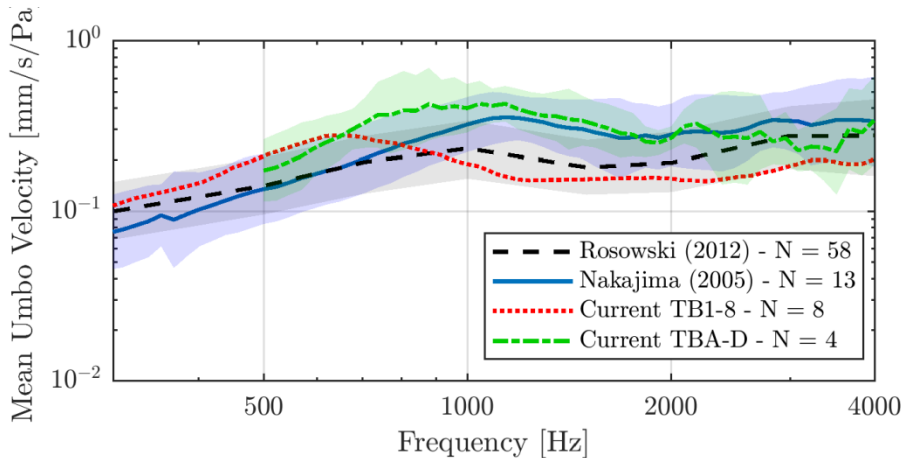 Mean Umbo Velocity [mm/s/Pa]
10^0
10^-1
10^-2
Rosowski (2012) - N = 58
Nakajima (2005) - N = 13
Current TB1-8 - N = 8
Current TBA-D - N = 4
500 1000 2000 4000
Frequency [Hz]